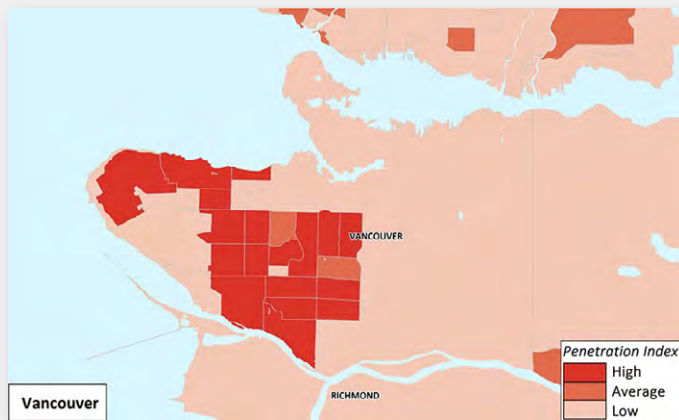 VANCOUVER
Penetration Index
High
Average
Low
Vancouver
RICHMOND